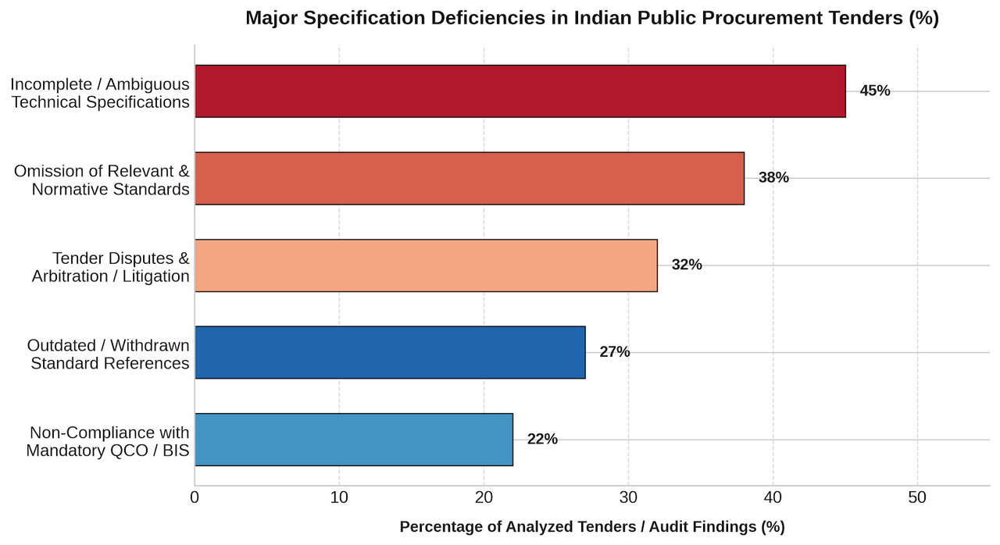 Major Specification Deficiencies in Indian Public Procurement Tenders (%)
Incomplete / Ambiguous
Technical Specifications
45%
Omission of Relevant &
Normative Standards
38%
Tender Disputes &
Arbitration / Litigation
32%
Outdated / Withdrawn
Standard References
27%
Non-Compliance with
Mandatory QCO / BIS
22%
0 10 20 30 40 50
Percentage of Analyzed Tenders / Audit Findings (%)